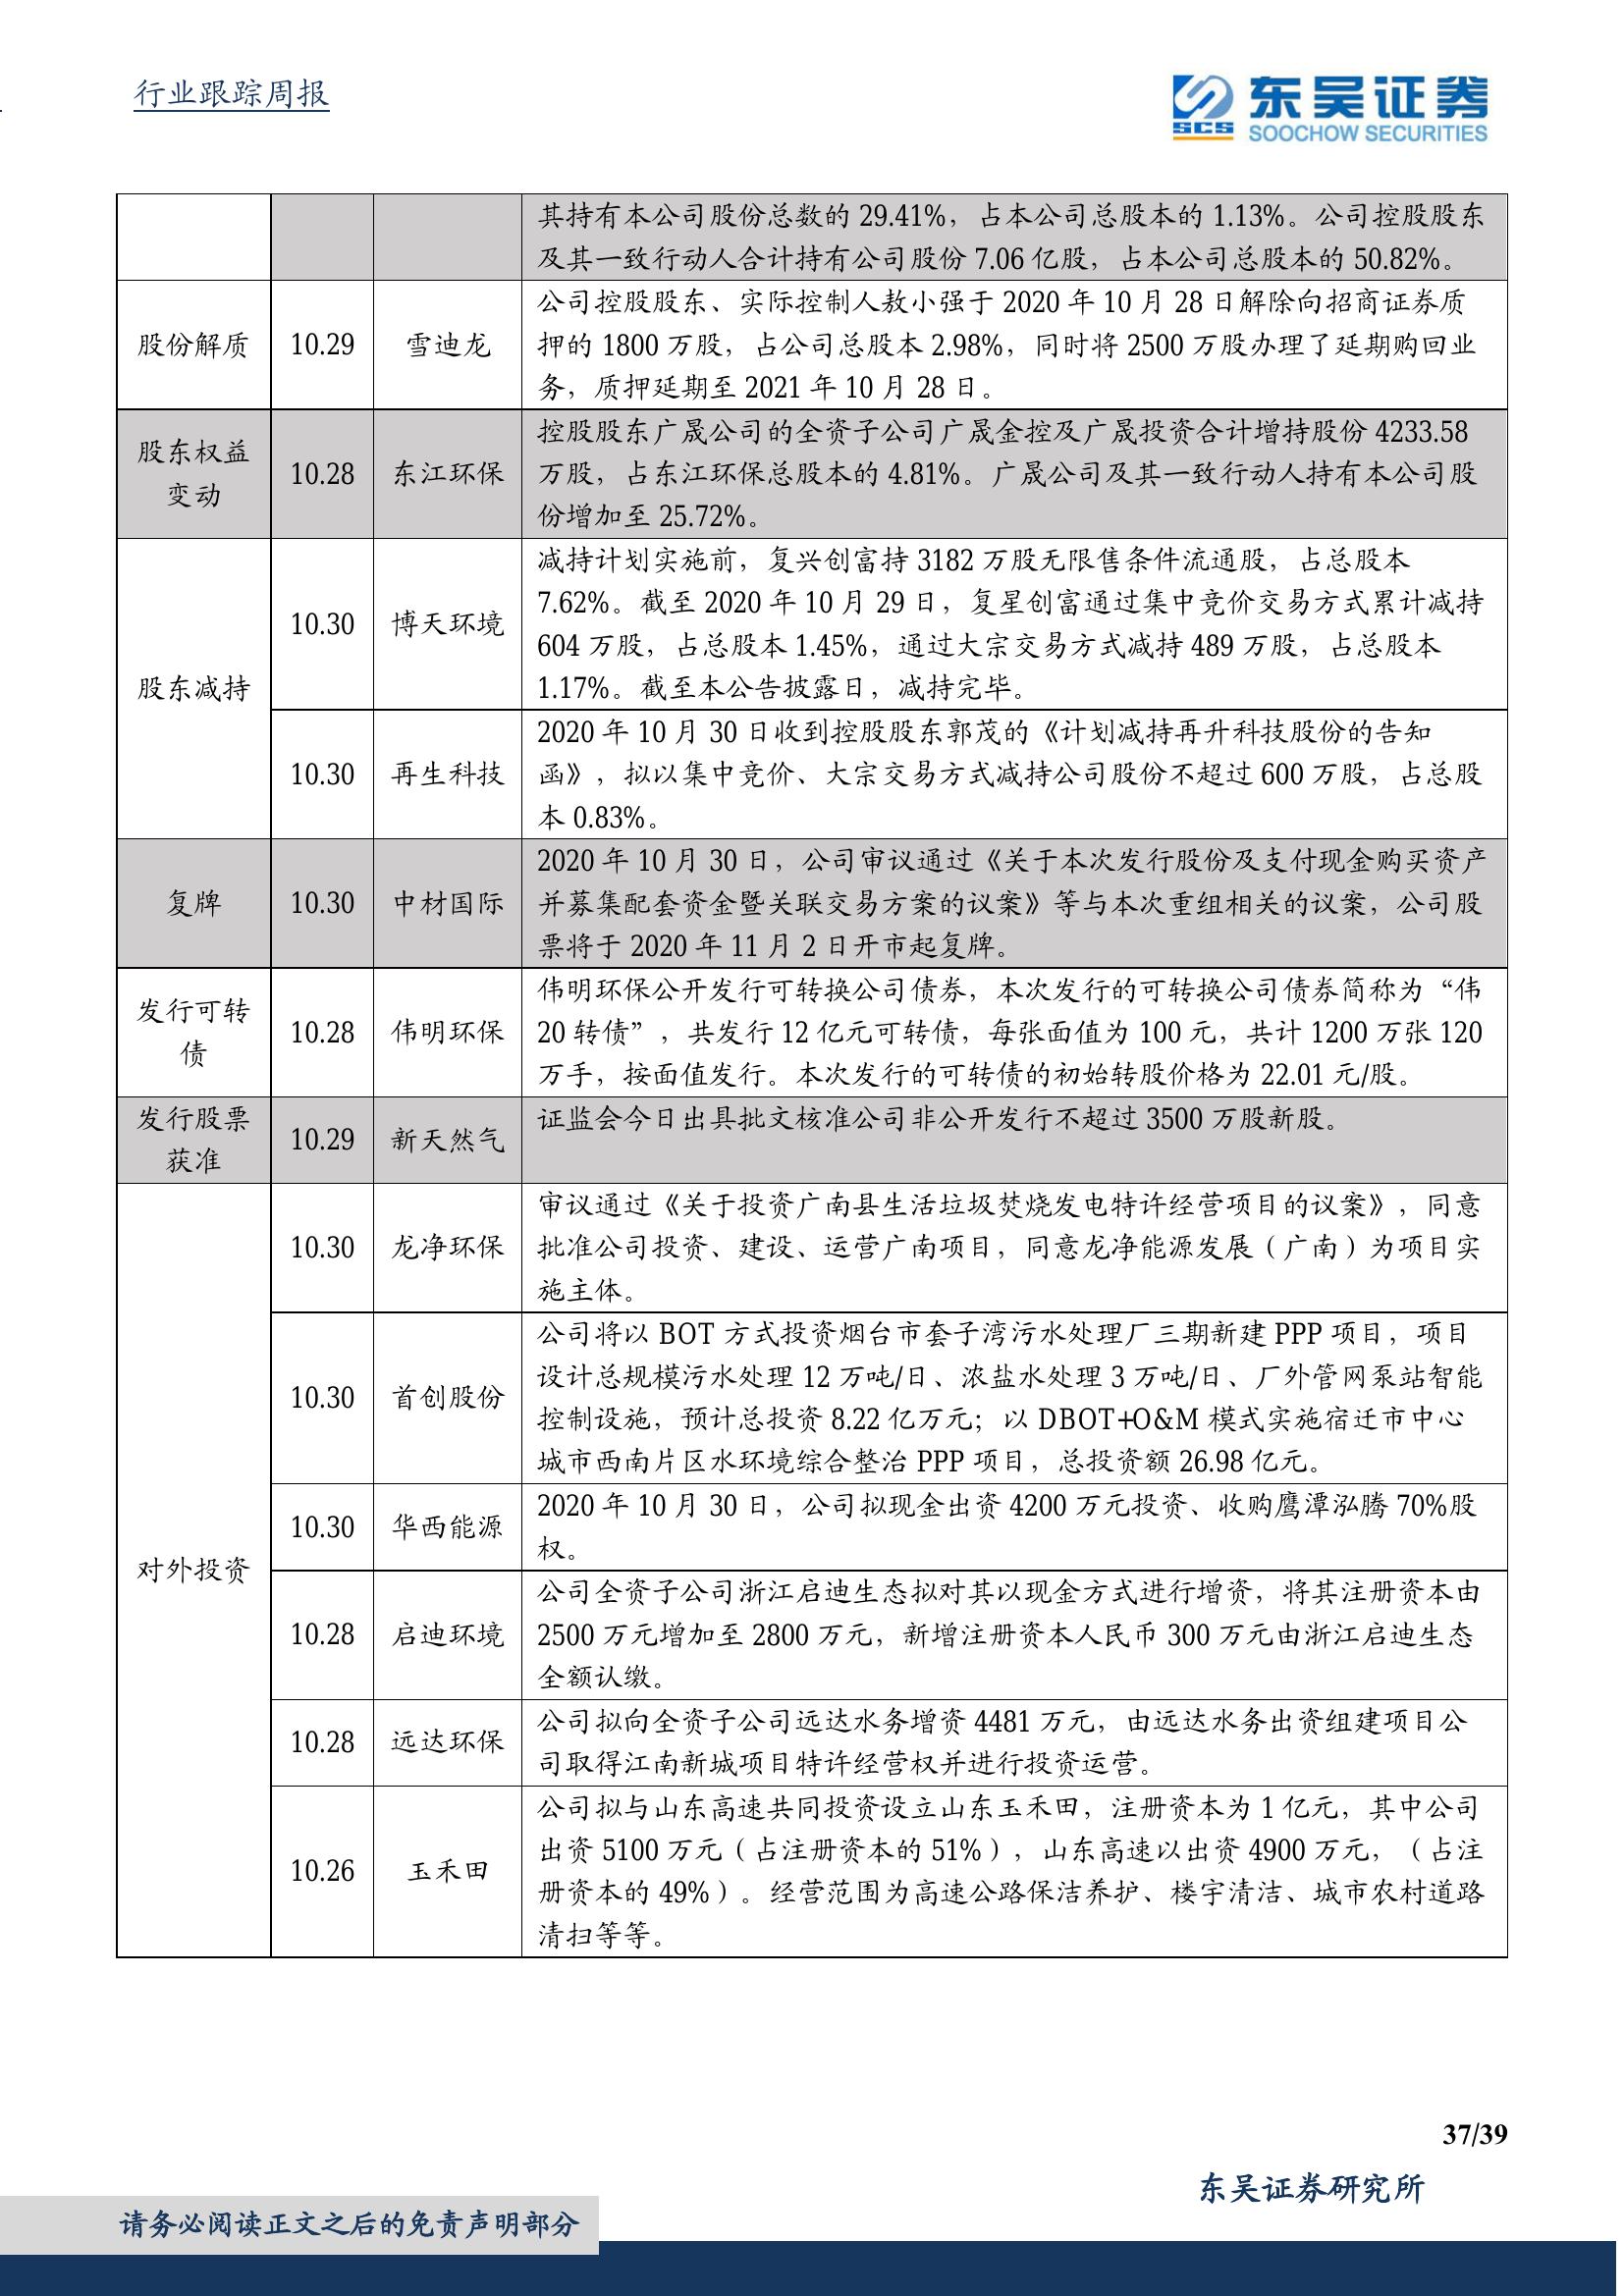 行业跟踪周报
SCS
东吴证券
SOOCHOW SECURITIES
其持有本公司股份总数的 29.41%，占本公司总股本的 1.13%。公司控股股东
及其一致行动人合计持有公司股份 7.06 亿股，占本公司总股本的 50.82%。
股份解质
10.29
雪迪龙
公司控股股东、实际控制人敖小强于 2020 年 10 月 28 日解除向招商证券质
押的 1800 万股，占公司总股本 2.98%，同时将 2500 万股办理了延期购回业
务，质押延期至 2021 年 10 月 28 日。
股东权益
变动
10.28
东江环保
控股股东广晟公司的全资子公司广晟金控及广晟投资合计增持股份 4233.58
万股，占东江环保总股本的 4.81%。广晟公司及其一致行动人持有本公司股
份增加至 25.72%。
股东减持
10.30
博天环境
减持计划实施前，复兴创富持 3182 万股无限售条件流通股，占总股本
7.62%。截至 2020 年 10 月 29 日，复星创富通过集中竞价交易方式累计减持
604 万股，占总股本 1.45%，通过大宗交易方式减持 489 万股，占总股本
1.17%。截至本公告披露日，减持完毕。
10.30
再生科技
2020 年 10 月 30 日收到控股股东郭茂的《计划减持再升科技股份的告知
函》，拟以集中竞价、大宗交易方式减持公司股份不超过 600 万股，占总股
本 0.83%。
复牌
10.30
中材国际
2020 年 10 月 30 日，公司审议通过《关于本次发行股份及支付现金购买资产
并募集配套资金暨关联交易方案的议案》等与本次重组相关的议案，公司股
票将于 2020 年 11 月 2 日开市起复牌。
发行可转
债
10.28
伟明环保
伟明环保公开发行可转换公司债券，本次发行的可转换公司债券简称为“伟
20 转债”，共发行 12 亿元可转债，每张面值为 100 元，共计 1200 万张 120
万手，按面值发行。本次发行的可转债的初始转股价格为 22.01 元/股。
发行股票
获准
10.29
新天然气
证监会今日出具批文核准公司非公开发行不超过 3500 万股新股。
对外投资
10.30
龙净环保
审议通过《关于投资广南县生活垃圾焚烧发电特许经营项目的议案》，同意
批准公司投资、建设、运营广南项目，同意龙净能源发展（广南）为项目实
施主体。
10.30
首创股份
公司将以 BOT 方式投资烟台市套子湾污水处理厂三期新建 PPP 项目，项目
设计总规模污水处理 12 万吨/日、浓盐水处理 3 万吨/日、厂外管网泵站智能
控制设施，预计总投资 8.22 亿万元；以 DBOT+O&M 模式实施宿迁市中心
城市西南片区水环境综合整治 PPP 项目，总投资额 26.98 亿元。
10.30
华西能源
2020 年 10 月 30 日，公司拟现金出资 4200 万元投资、收购鹰潭泓腾 70%股
权。
10.28
启迪环境
公司全资子公司浙江启迪生态拟对其以现金方式进行增资，将其注册资本由
2500 万元增加至 2800 万元，新增注册资本人民币 300 万元由浙江启迪生态
全额认缴。
10.28
远达环保
公司拟向全资子公司远达水务增资 4481 万元，由远达水务出资组建项目公
司取得江南新城项目特许经营权并进行投资运营。
10.26
玉禾田
公司拟与山东高速共同投资设立山东玉禾田，注册资本为 1 亿元，其中公司
出资 5100 万元（占注册资本的 51%），山东高速以出资 4900 万元，（占注
册资本的 49%）。经营范围为高速公路保洁养护、楼宇清洁、城市农村道路
清扫等等。
37/39
东吴证券研究所
请务必阅读正文之后的免责声明部分